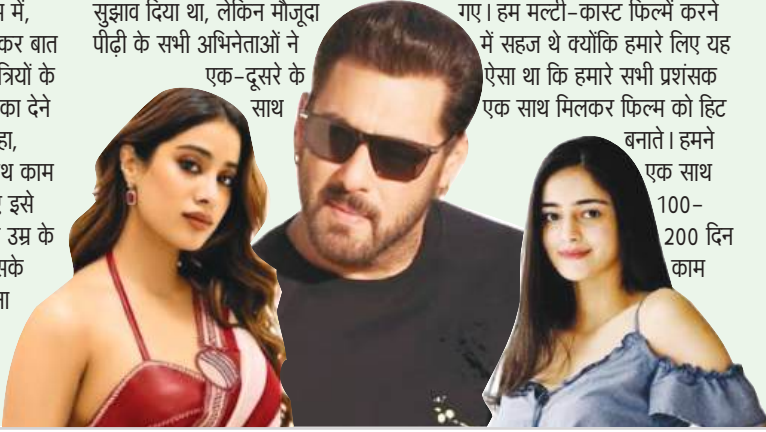 म में,
कर बात
त्रियों के
का देने
हा,
थ काम
इसे
उम्र के
सके
सुझाव दिया था, लेकिन मौजूदा
पीढ़ी के सभी अभिनेताओं ने
एक-दूसरे के
साथ
गए। हम मल्टी-कास्ट फिल्में करने
में सहज थे क्योंकि हमारे लिए यह
ऐसा था कि हमारे सभी प्रशंसक
एक साथ मिलकर फिल्म को हिट
बनाते। हमने
एक साथ
100-
200 दिन
काम